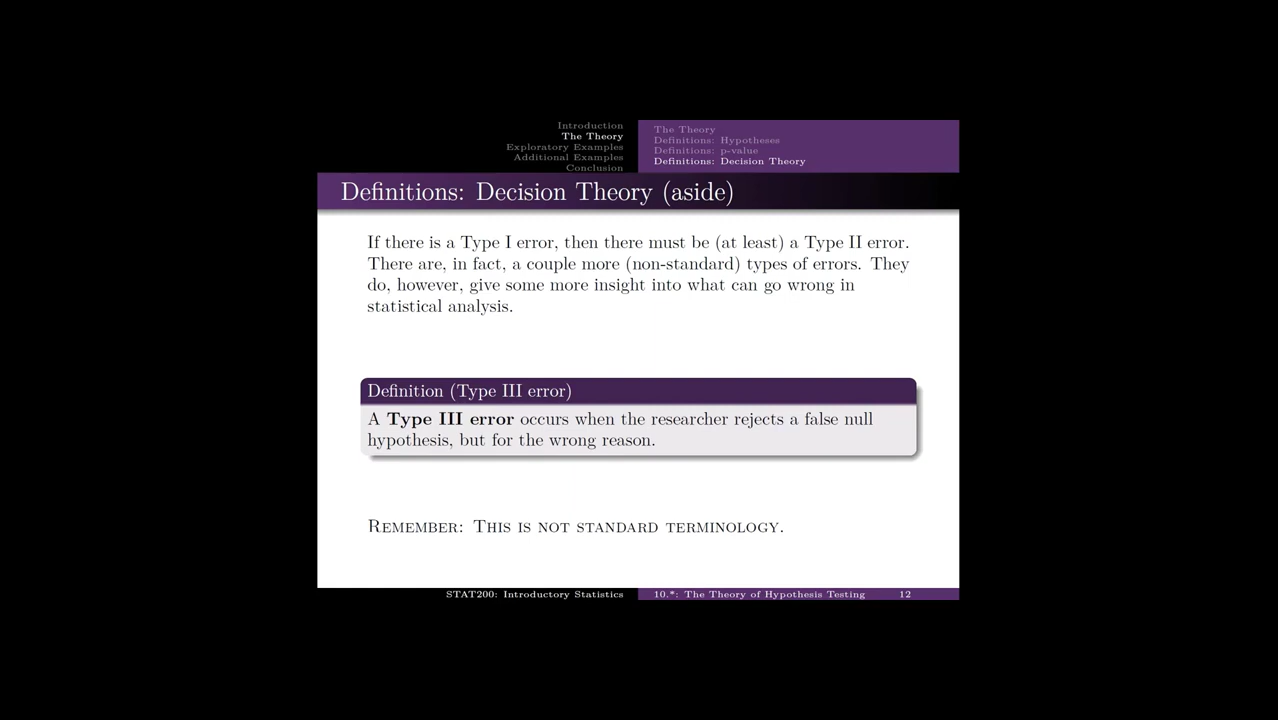 Introduction
The Theory
Exploratory Examples
Additional Examples
Conclusion
The Theory
Definitions: Hypotheses
Definitions: p-value
Definitions: Decision Theory
Definitions: Decision Theory (aside)
If there is a Type I error, then there must be (at least) a Type II error.
There are, in fact, a couple more (non-standard) types of errors. They
do, however, give some more insight into what can go wrong in
statistical analysis.
Definition (Type III error)
A Type III error occurs when the researcher rejects a false null
hypothesis, but for the wrong reason.
Remember: This is not standard terminology.
STAT200: Introductory Statistics
10.*: The Theory of Hypothesis Testing 12